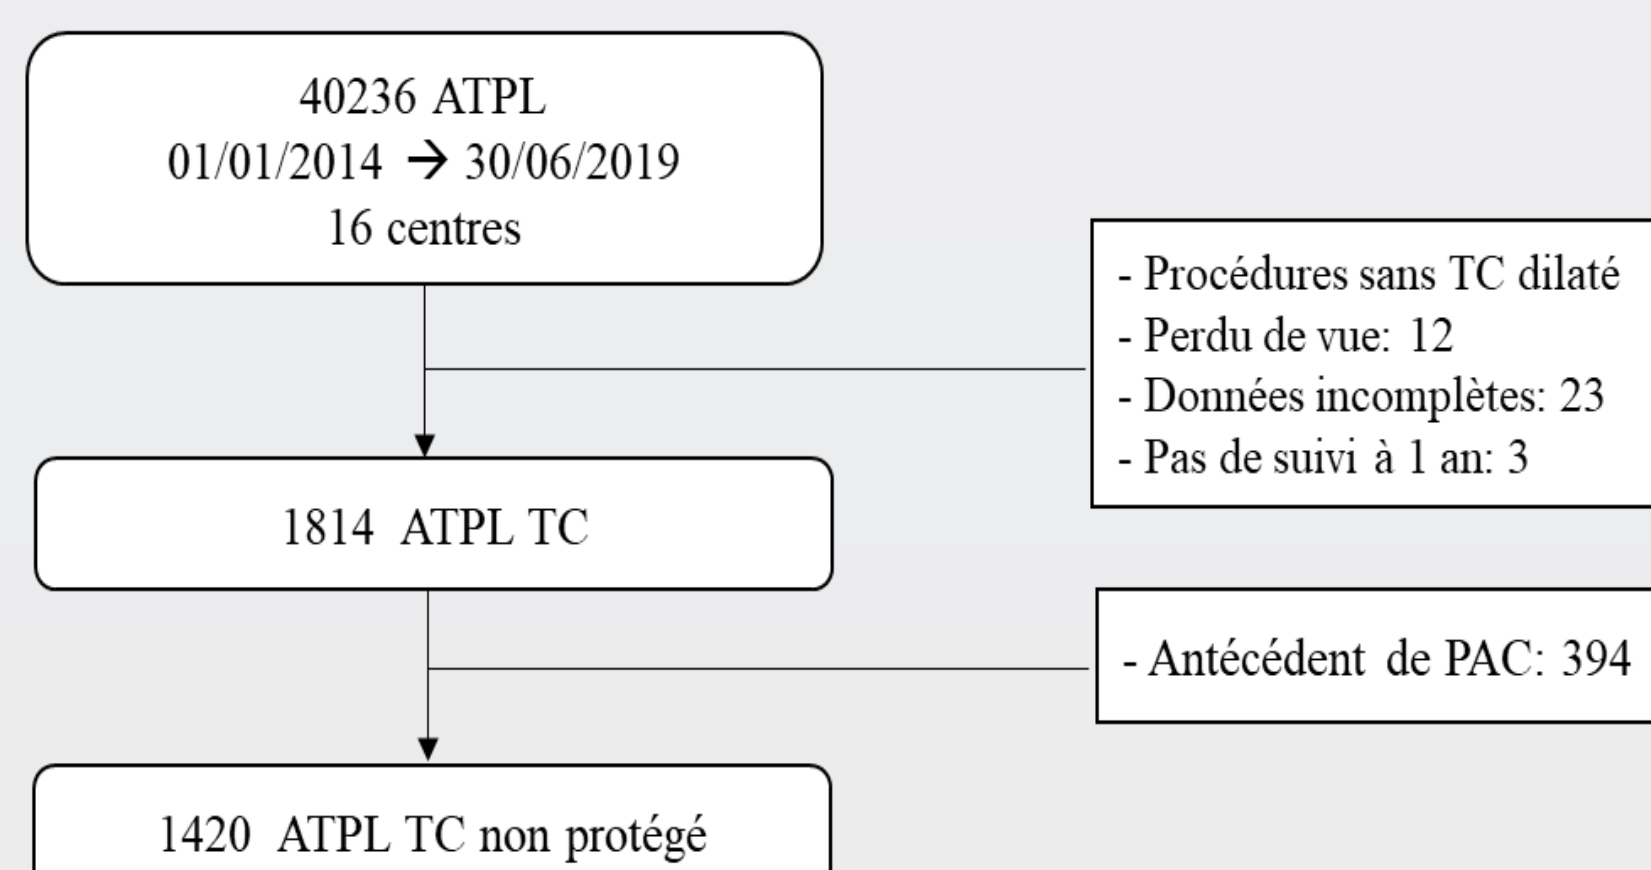 40236 ATPL
01/01/2014 → 30/06/2019
16 centres
- Procédures sans TC dilaté
- Perdu de vue: 12
- Données incomplètes: 23
- Pas de suivi à 1 an: 3
1814 ATPL TC
- Antécédent de PAC: 394
1420 ATPL TC non protégé